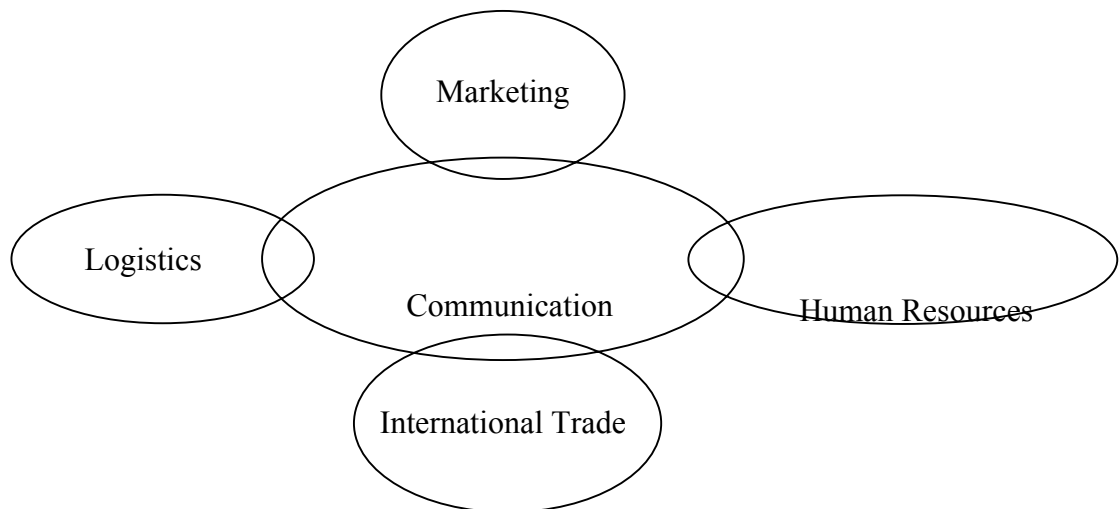 Marketing
Logistics
Communication
Human Resources
International Trade